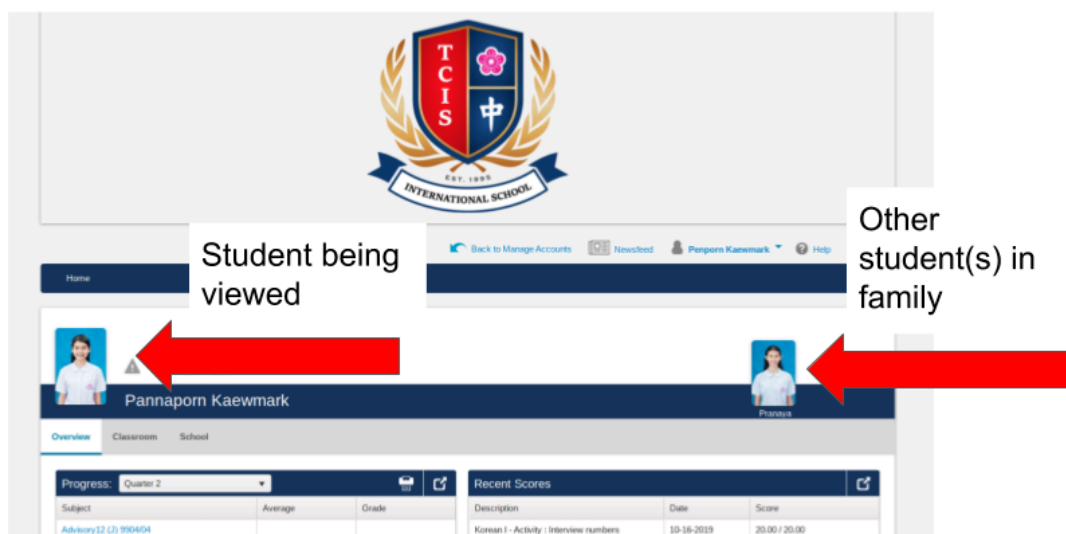 T
C
I
S
中
EST. 1995
INTERNATIONAL SCHOOL
Other
student(s) in
family
Student being
viewed
Back to Manage Accounts Newsfeed Penporn Kaewmark Help
Home
Pannaporn Kaewmark
Pranaya
Overview Classroom School
Progress: Quarter 2
Recent Scores
Subject Average Grade
Description Date Score
Advisory12 (J) 9904/04
Korean I - Activity : Interview numbers 10-16-2019 20.00 / 20.00